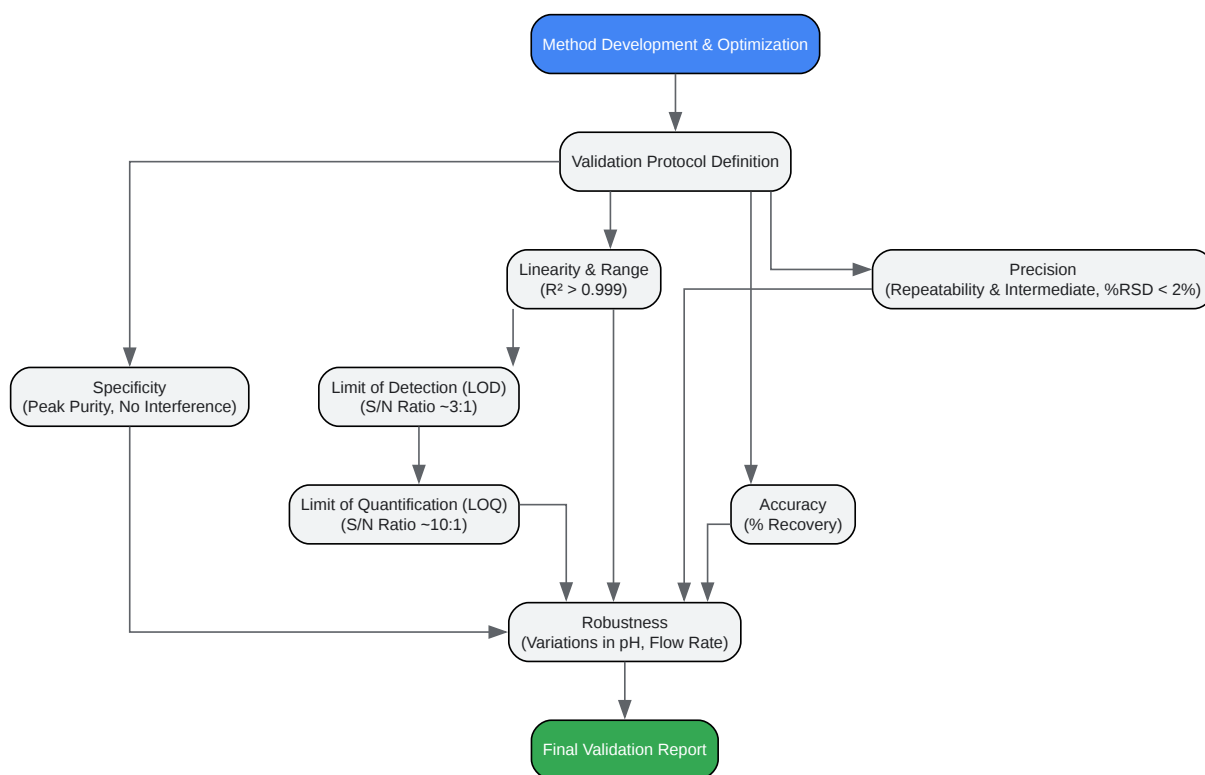 Method Development & Optimization
Validation Protocol Definition
Linearity & Range
(R² > 0.999)
Precision
(Repeatability & Intermediate, %RSD < 2%)
Specificity
(Peak Purity, No Interference)
Limit of Detection (LOD)
(S/N Ratio ~3:1)
Limit of Quantification (LOQ)
(S/N Ratio ~10:1)
Accuracy
(% Recovery)
Robustness
(Variations in pH, Flow Rate)
Final Validation Report